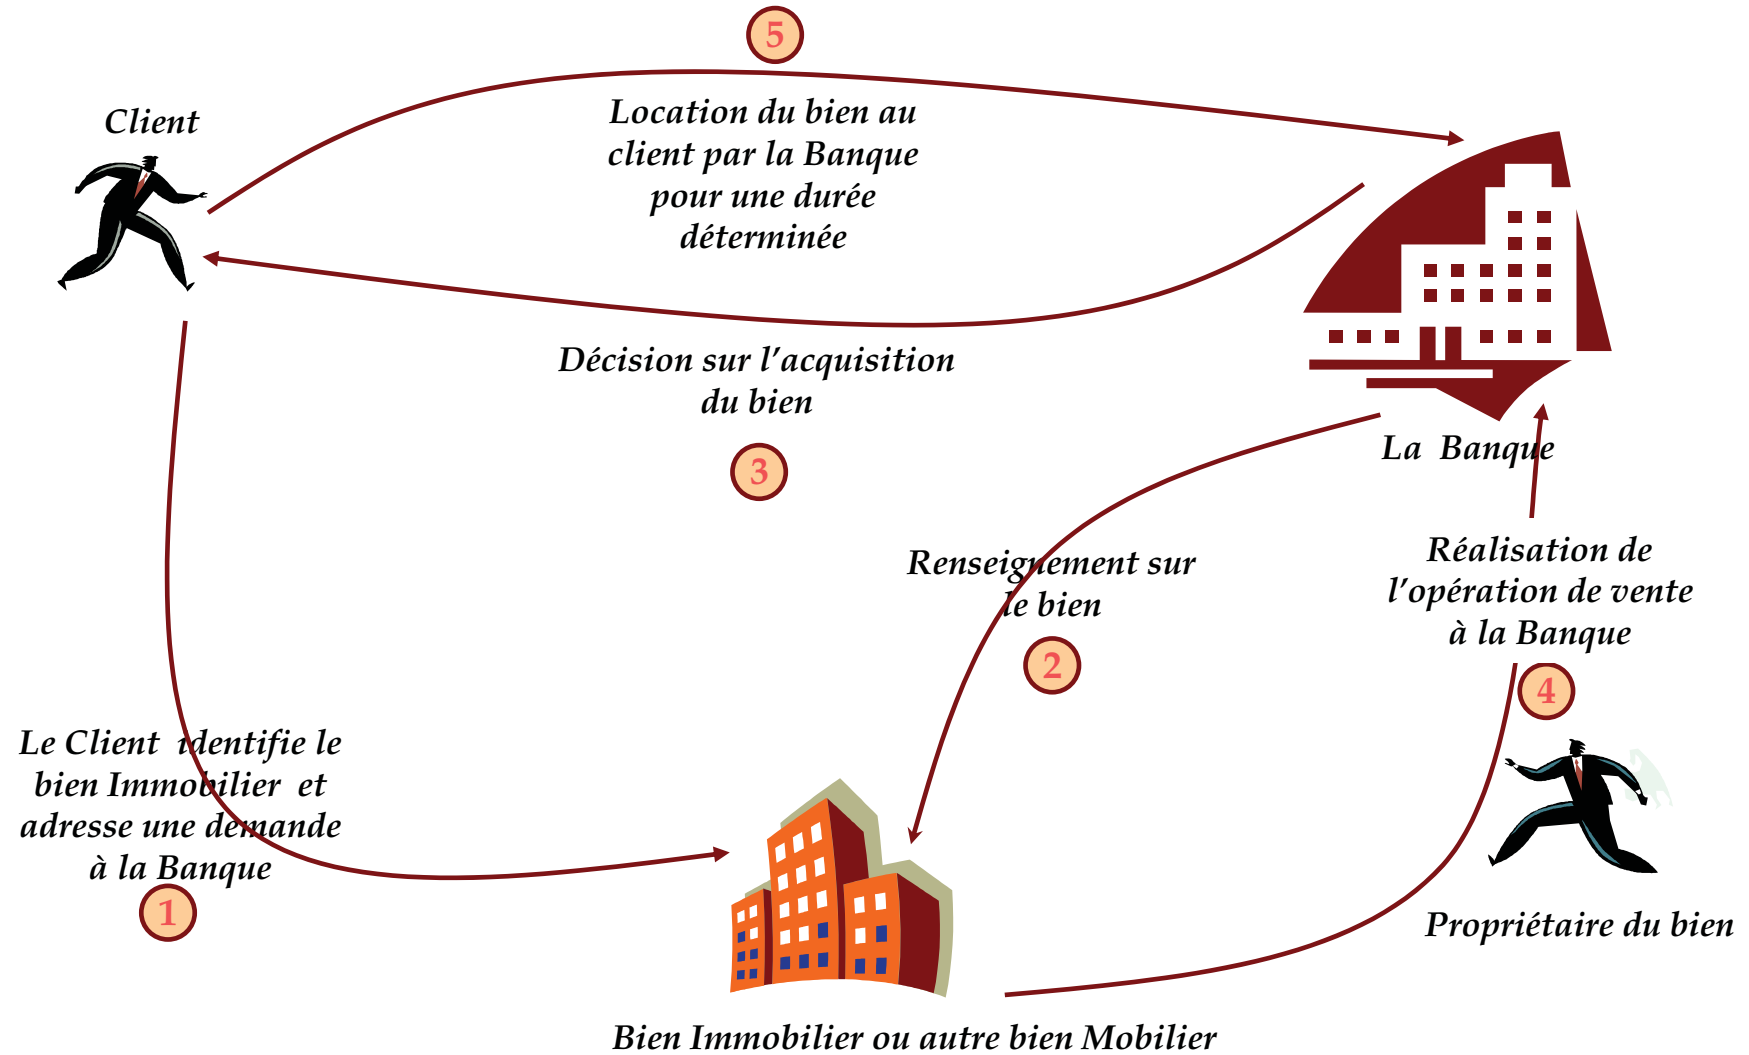 5
Client
Location du bien au
client par la Banque
pour une durée
déterminée
Décision sur l'acquisition
du bien
3
La Banque
Renseignement sur
le bien
2
Réalisation de
l'opération de vente
à la Banque
4
Le Client identifie le
bien Immobilier et
adresse une demande
à la Banque
1
Propriétaire du bien
Bien Immobilier ou autre bien Mobilier